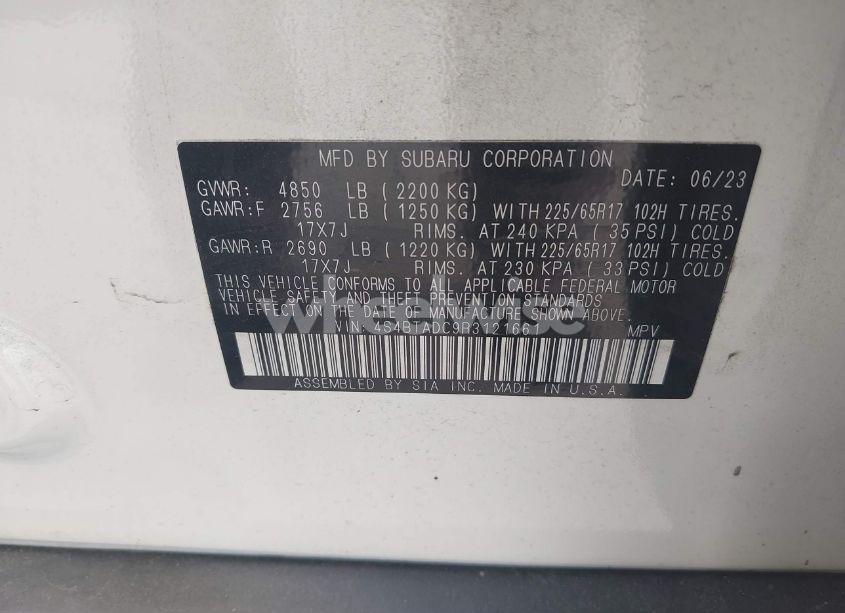 MFD BY SUBARU CORPORATION
DATE: 06/23
GVWR: 4850 LB (2200 KG)
GAWR:F 2756 LB (1250 KG) WITH 225/65R17 102H TIRES.
17X7J RIMS. AT 240 KPA (35 PSI) COLD
GAWR:R 2690 LB (1220 KG) WITH 225/65R17 102H TIRES.
17X7J RIMS. AT 230 KPA (33 PSI) COLD
THIS VEHICLE CONFORMS TO ALL APPLICABLE FEDERAL MOTOR
VEHICLE SAFETY AND THEFT PREVENTION STANDARDS
IN EFFECT ON THE DATE OF MANUFACTURE SHOWN ABOVE.
VIN: MPV
ASSEMBLED BY SIA INC. MADE IN U.S.A.